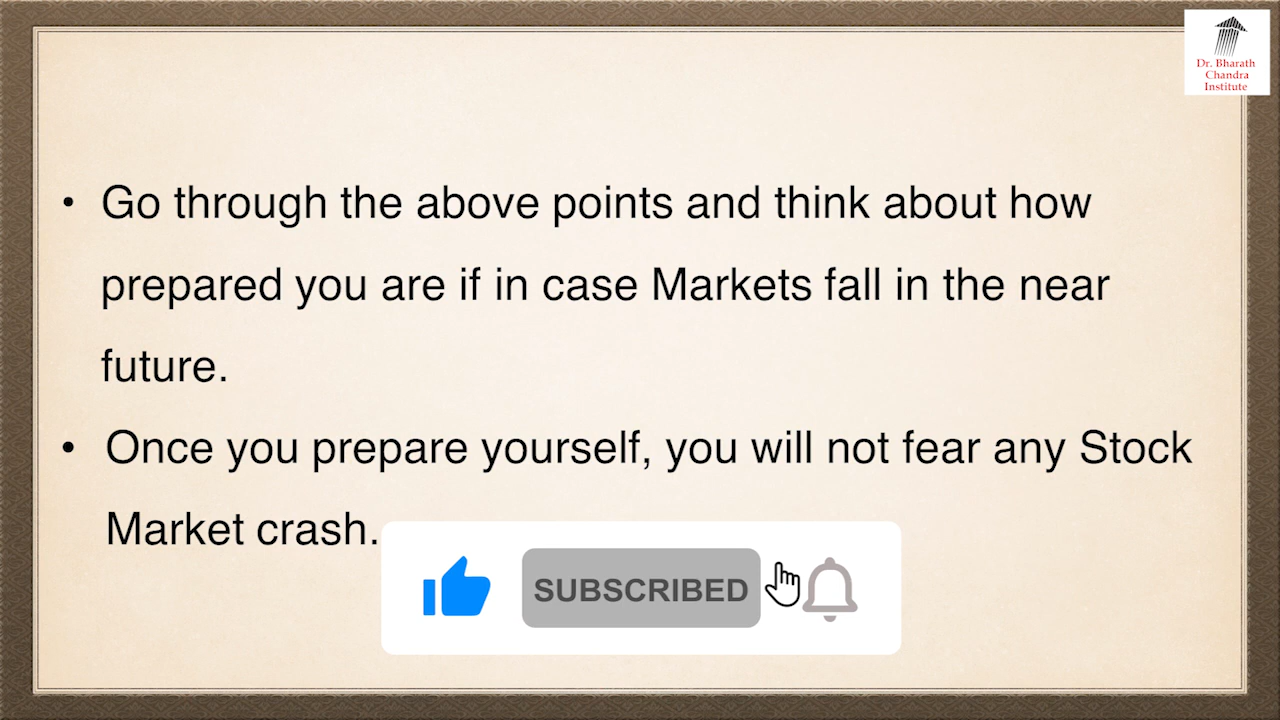 Dr. Bharath
Chandra
Institute
• Go through the above points and think about how
prepared you are if in case Markets fall in the near
future.
• Once you prepare yourself, you will not fear any Stock
Market crash.
SUBSCRIBED